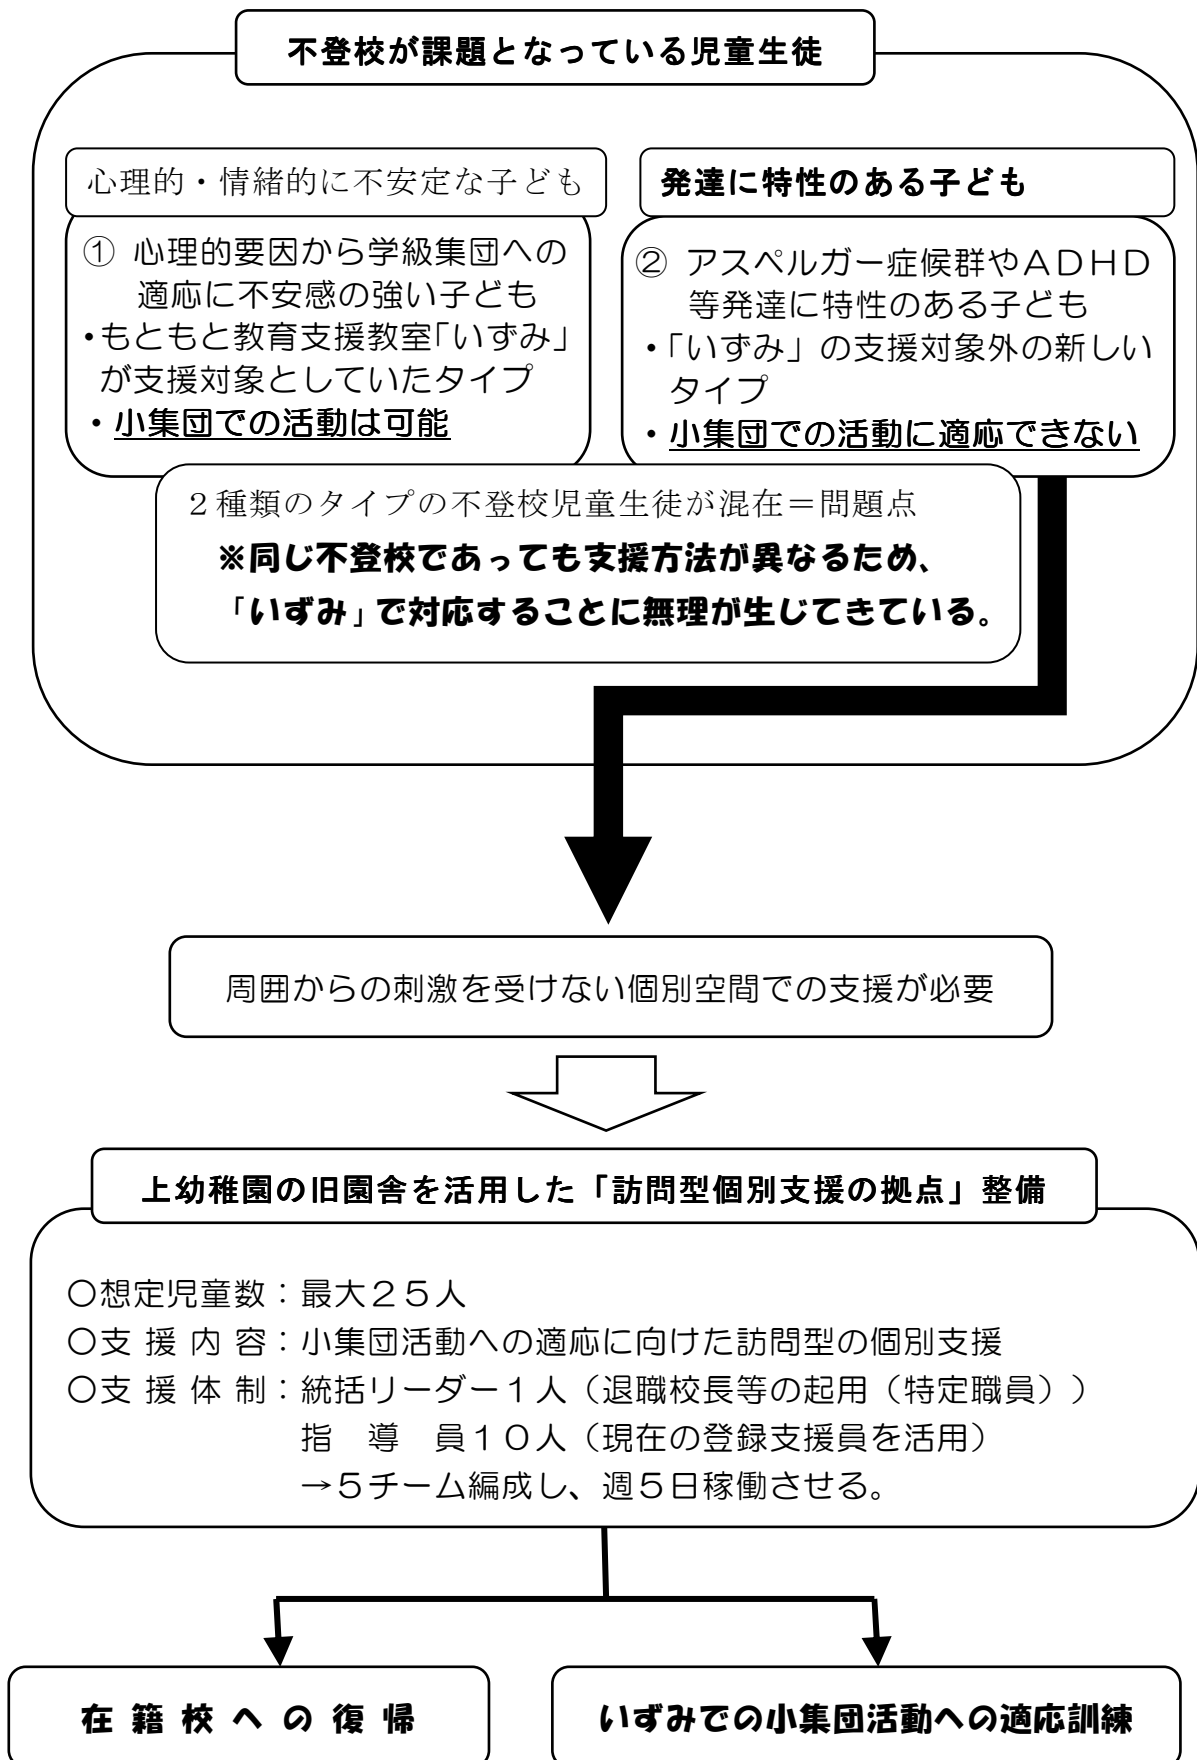 不登校が課題となっている児童生徒
心理的・情緒的に不安定な子ども
① 心理的要因から学級集団への
適応に不安感の強い子ども
・もともと教育支援教室「いずみ」
が支援対象としていたタイプ
・小集団での活動は可能
発達に特性のある子ども
② アスペルガー症候群やＡＤＨＤ
等発達に特性のある子ども
・「いずみ」の支援対象外の新しい
タイプ
・小集団での活動に適応できない
２種類のタイプの不登校児童生徒が混在＝問題点
※同じ不登校であっても支援方法が異なるため、
「いずみ」で対応することに無理が生じてきている。
周囲からの刺激を受けない個別空間での支援が必要
上幼稚園の旧園舎を活用した「訪問型個別支援の拠点」整備
〇想定児童数：最大２５人
〇支 援 内 容：小集団活動への適応に向けた訪問型の個別支援
〇支 援 体 制：統括リーダー１人（退職校長等の起用（特定職員））
指　導　員１０人（現在の登録支援員を活用）
→５チーム編成し、週５日稼働させる。
在 籍 校 へ の 復 帰
いずみでの小集団活動への適応訓練